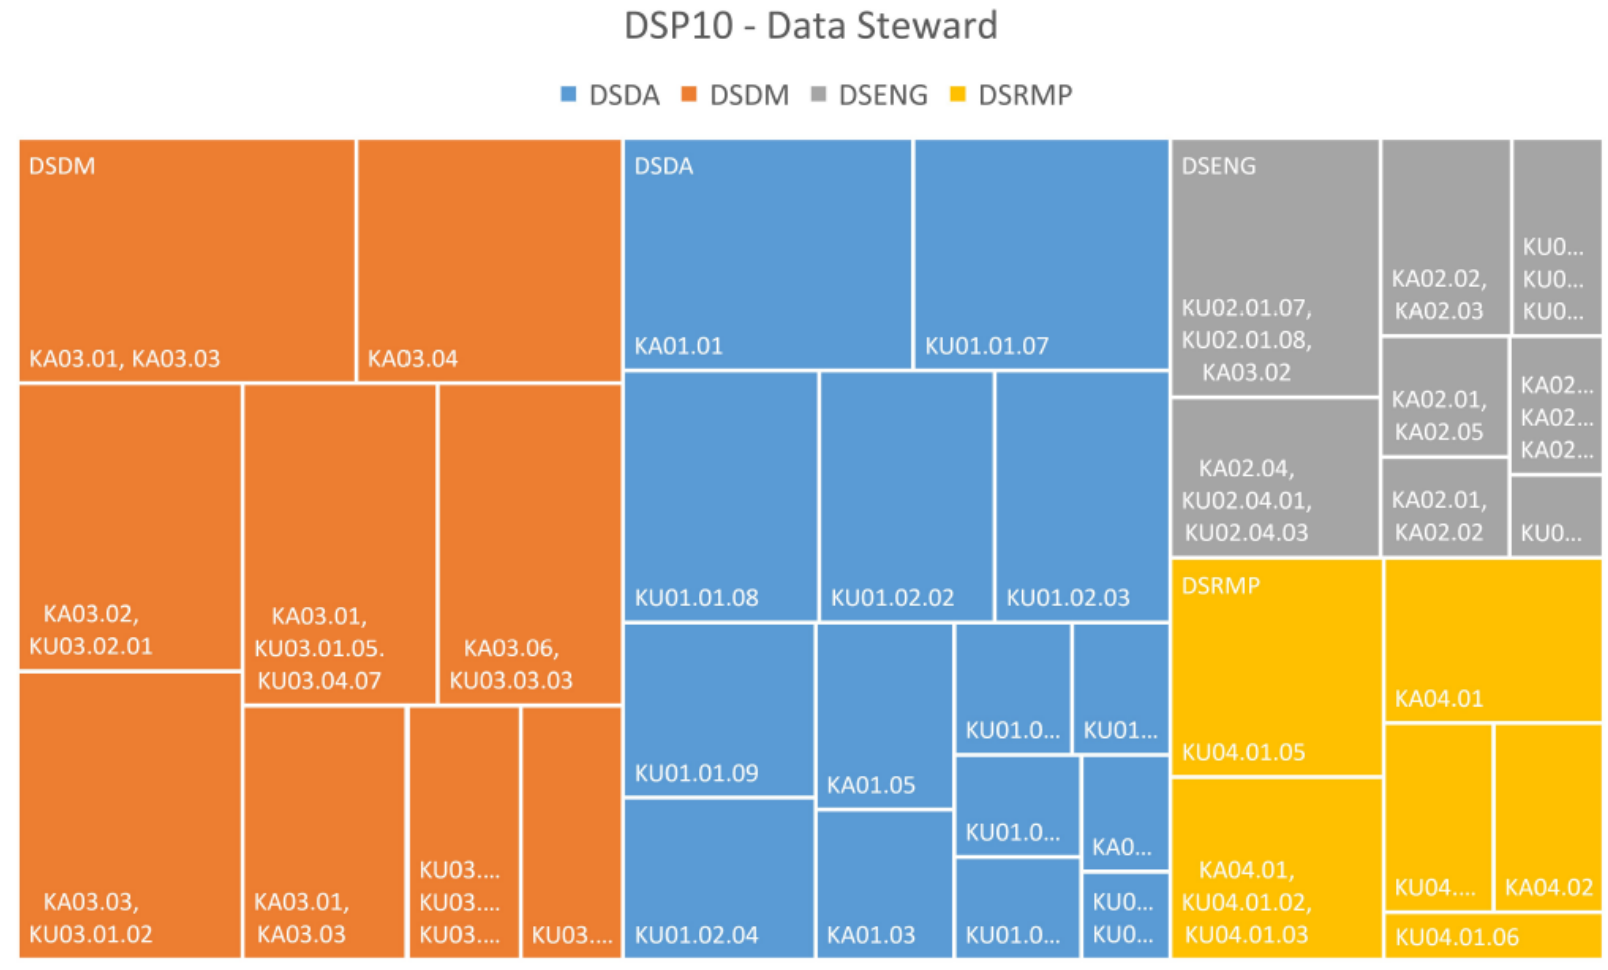 DSP10 - Data Steward
DSDA DSDM DSENG DSRMP
DSDM
KA03.01, KA03.03
KA03.04
KA03.02,
KU03.02.01
KA03.01,
KU03.01.05.
KU03.04.07
KA03.06,
KU03.03.03
KA03.03,
KU03.01.02
KA03.01,
KA03.03
KU03....
KU03....
KU03....
KU03....
DSDA
KA01.01
KU01.01.07
KU01.01.08
KU01.02.02
KU01.02.03
KU01.01.09
KU01.02.04
KA01.05
KA01.03
KU01.0...
KU01...
KU01.0...
KA0...
KU01.0...
KU0...
KU0...
DSENG
KU02.01.07,
KU02.01.08,
KA03.02
KA02.04,
KU02.04.01,
KU02.04.03
KA02.02,
KA02.03
KU0...
KU0...
KU0...
KA02.01,
KA02.05
KA02...
KA02...
KA02...
KA02.01,
KA02.02
KU0...
DSRMP
KU04.01.05
KA04.01
KA04.01,
KU04.01.02,
KU04.01.03
KU04....
KA04.02
KU04.01.06